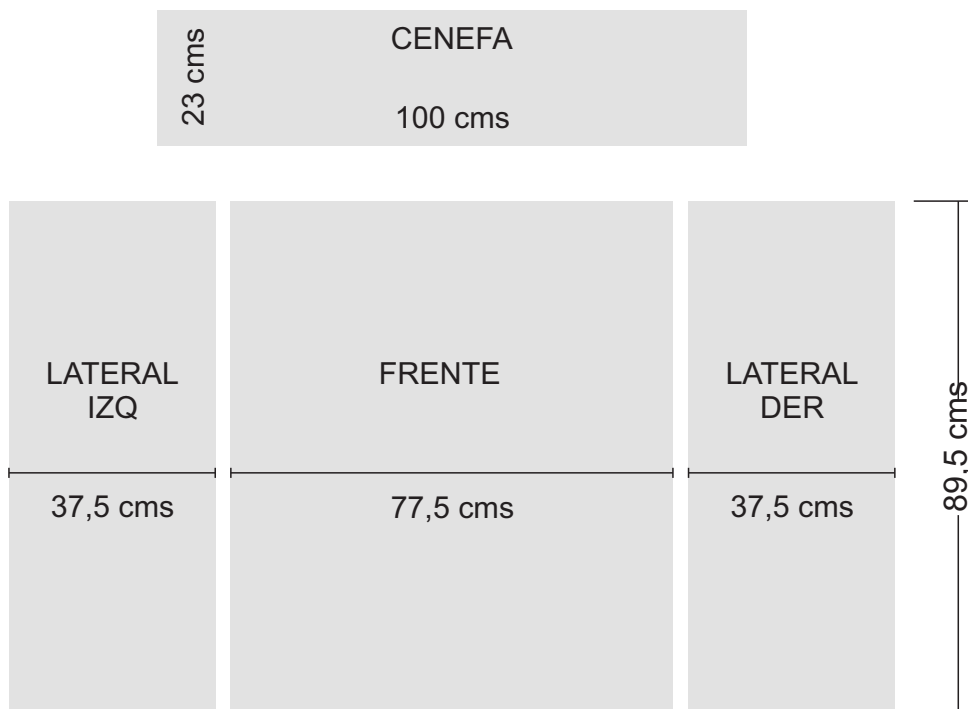 CENEFA
23 cms
100 cms
LATERAL
IZQ
FRENTE
LATERAL
DER
37,5 cms
77,5 cms
37,5 cms
89,5 cms